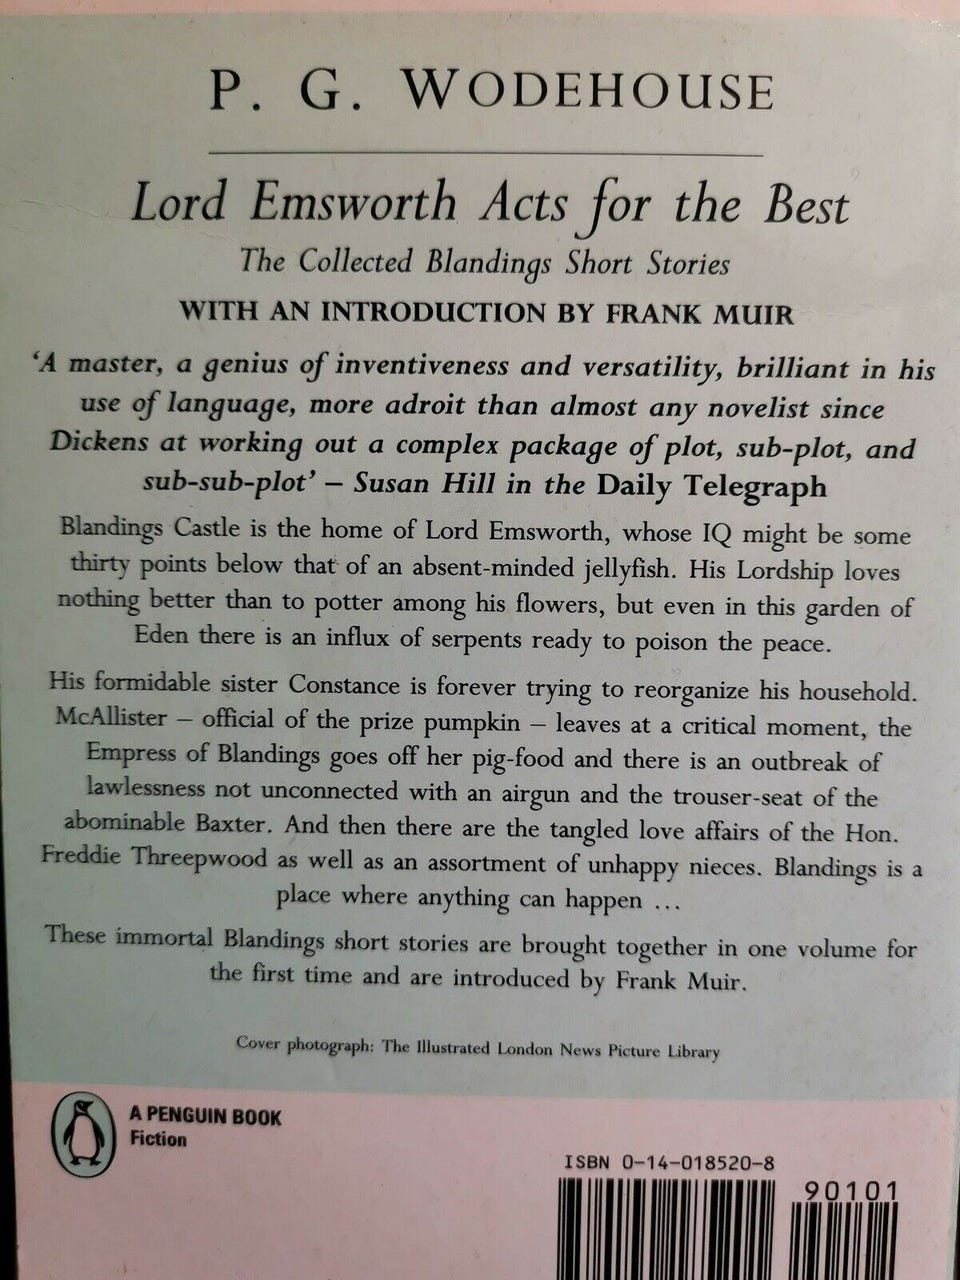 P. G. WODEHOUSE
Lord Emsworth Acts for the Best
The Collected Blandings Short Stories
WITH AN INTRODUCTION BY FRANK MUIR
‘A master, a genius of inventiveness and versatility, brilliant in his
use of language, more adroit than almost any novelist since
Dickens at working out a complex package of plot, sub-plot, and
sub-sub-plot’ – Susan Hill in the Daily Telegraph
Blandings Castle is the home of Lord Emsworth, whose IQ might be some
thirty points below that of an absent-minded jellyfish. His Lordship loves
nothing better than to potter among his flowers, but even in this garden of
Eden there is an influx of serpents ready to poison the peace.
His formidable sister Constance is forever trying to reorganize his household.
McAllister – official of the prize pumpkin – leaves at a critical moment, the
Empress of Blandings goes off her pig-food and there is an outbreak of
lawlessness not unconnected with an airgun and the trouser-seat of the
abominable Baxter. And then there are the tangled love affairs of the Hon.
Freddie Threepwood as well as an assortment of unhappy nieces. Blandings is a
place where anything can happen ...
These immortal Blandings short stories are brought together in one volume for
the first time and are introduced by Frank Muir.
Cover photograph: The Illustrated London News Picture Library
A PENGUIN BOOK
Fiction
ISBN 0-14-018520-8
90101